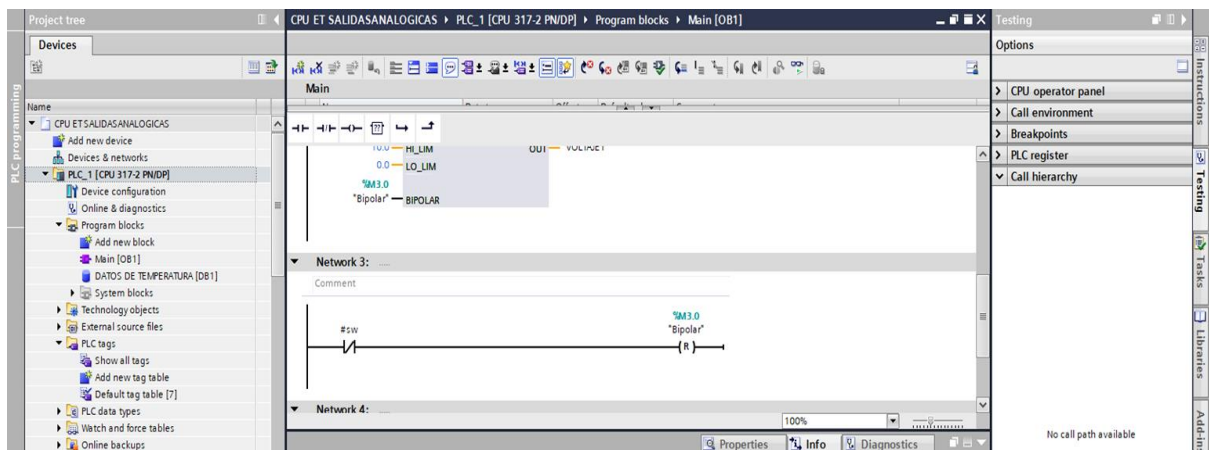 Project tree
Devices
Name
CPU ETSALIDASANALOGICAS
Add new device
Devices & networks
PLC_1 [CPU 317-2 PN/DP]
Device configuration
Online & diagnostics
Program blocks
Add new block
Main [OB1]
DATOS DE TEMPERATURA [DB1]
System blocks
Technology objects
External source files
PLC tags
Show all tags
Add new tag table
Default tag table [7]
PLC data types
Watch and force tables
Online backups
PLC programming
CPU ET SALIDASANALOGICAS ▸ PLC_1 [CPU 317-2 PN/DP] ▸ Program blocks ▸ Main [OB1]
Main
10.0 HI_LIM OUT VOLTAJE1
0.0 LO_LIM
%M3.0
"Bipolar" BIPOLAR
Network 3: .....
Comment
#sw
%M3.0
"Bipolar"
R
Network 4: .....
100%
Properties Info Diagnostics
Testing
Options
CPU operator panel
Call environment
Breakpoints
PLC register
Call hierarchy
No call path available
Instructions
Testing
Tasks
Libraries
Add-ins